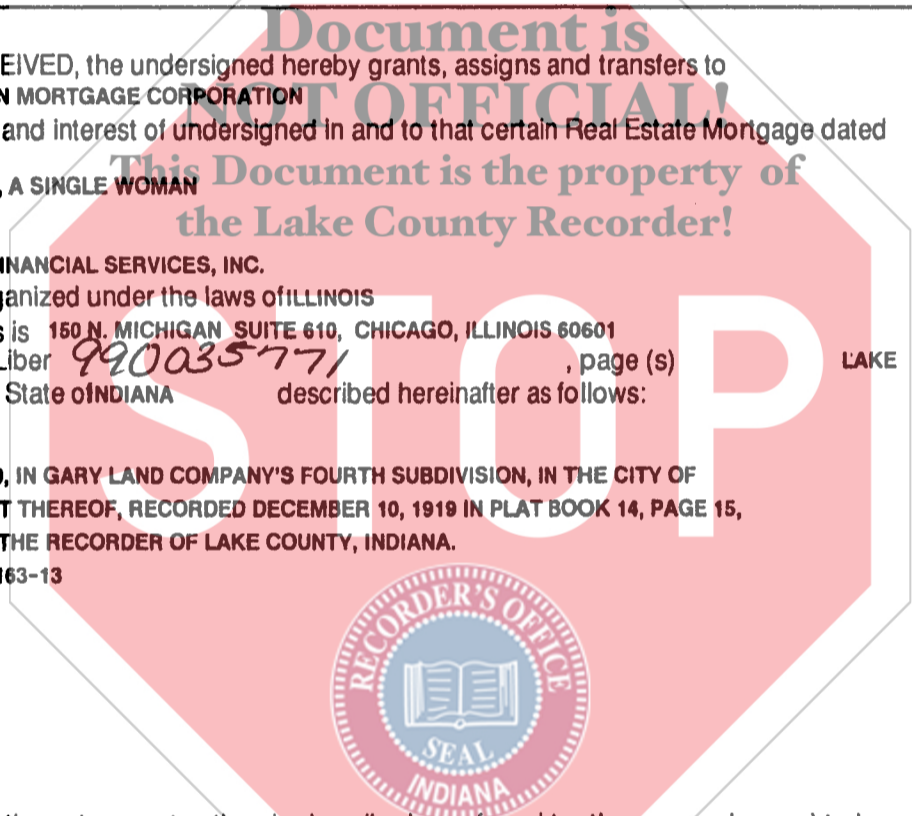 Document is
EIVED, the undersigned hereby grants, assigns and transfers to
N MORTGAGE CORPORATION
NOT OFFICIAL!
and interest of undersigned in and to that certain Real Estate Mortgage dated
This Document is the property of
, A SINGLE WOMAN
the Lake County Recorder!
INANCIAL SERVICES, INC.
ganized under the laws of ILLINOIS
s is 150 N. MICHIGAN SUITE 610, CHICAGO, ILLINOIS 60601
Liber 990035771 , page (s) LAKE
State of INDIANA described hereinafter as follows:
STOP
, IN GARY LAND COMPANY'S FOURTH SUBDIVISION, IN THE CITY OF
T THEREOF, RECORDED DECEMBER 10, 1919 IN PLAT BOOK 14, PAGE 15,
THE RECORDER OF LAKE COUNTY, INDIANA.
163-13
RECORDER'S OFFICE
SEAL
INDIANA